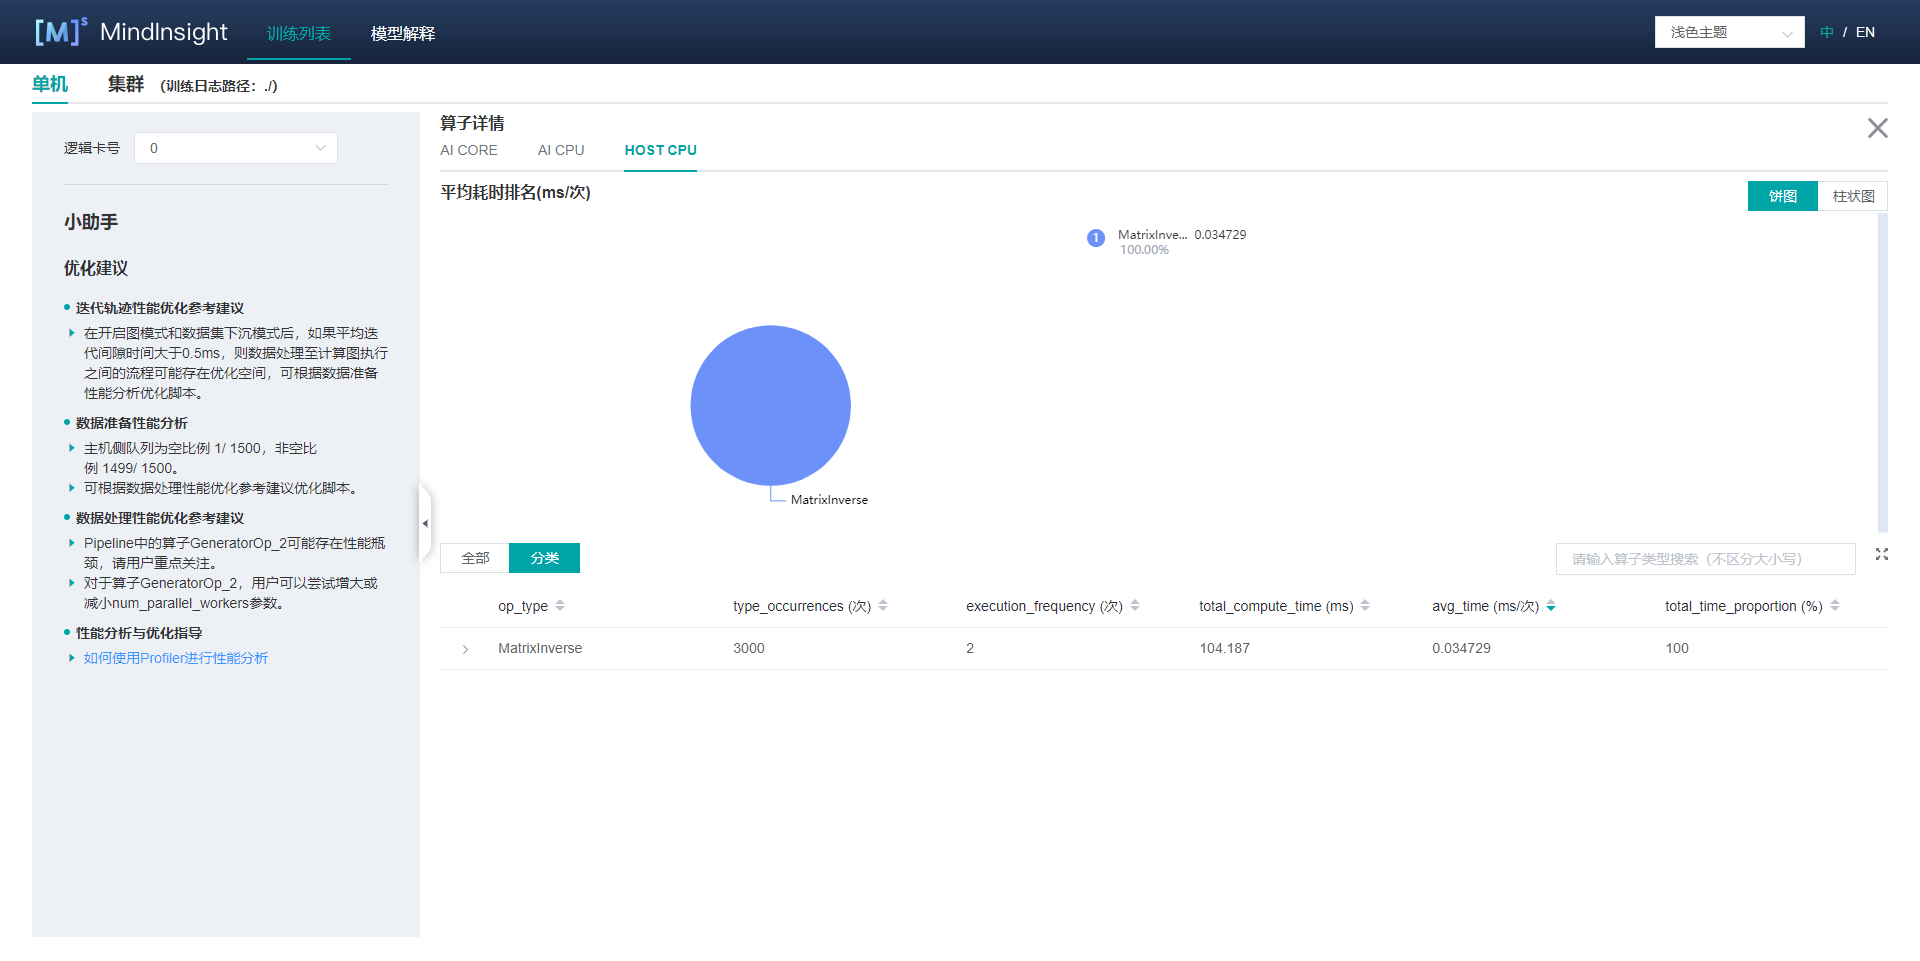 [M]s MindInsight 训练列表 模型解释 浅色主题 中 / EN
单机 集群 (训练日志路径：./)
逻辑卡号 0
小助手
优化建议
迭代轨迹性能优化参考建议
在开启图模式和数据集下沉模式后，如果平均迭
代间隙时间大于0.5ms，则数据处理至计算图执行
之间的流程可能存在优化空间，可根据数据准备
性能分析优化脚本。
数据准备性能分析
主机侧队列为空比例 1/ 1500，非空比
例 1499/ 1500。
可根据数据处理性能优化参考建议优化脚本。
数据处理性能优化参考建议
Pipeline中的算子GeneratorOp_2可能存在性能瓶
颈，请用户重点关注。
对于算子GeneratorOp_2，用户可以尝试增大或
减小num_parallel_workers参数。
性能分析与优化指导
如何使用Profiler进行性能分析
算子详情
AI CORE AI CPU HOST CPU
平均耗时排名(ms/次) 饼图 柱状图
1 MatrixInve... 0.034729
100.00%
MatrixInverse
全部 分类 请输入算子类型搜索（不区分大小写）
op_type type_occurrences (次) execution_frequency (次) total_compute_time (ms) avg_time (ms/次) total_time_proportion (%)
MatrixInverse 3000 2 104.187 0.034729 100